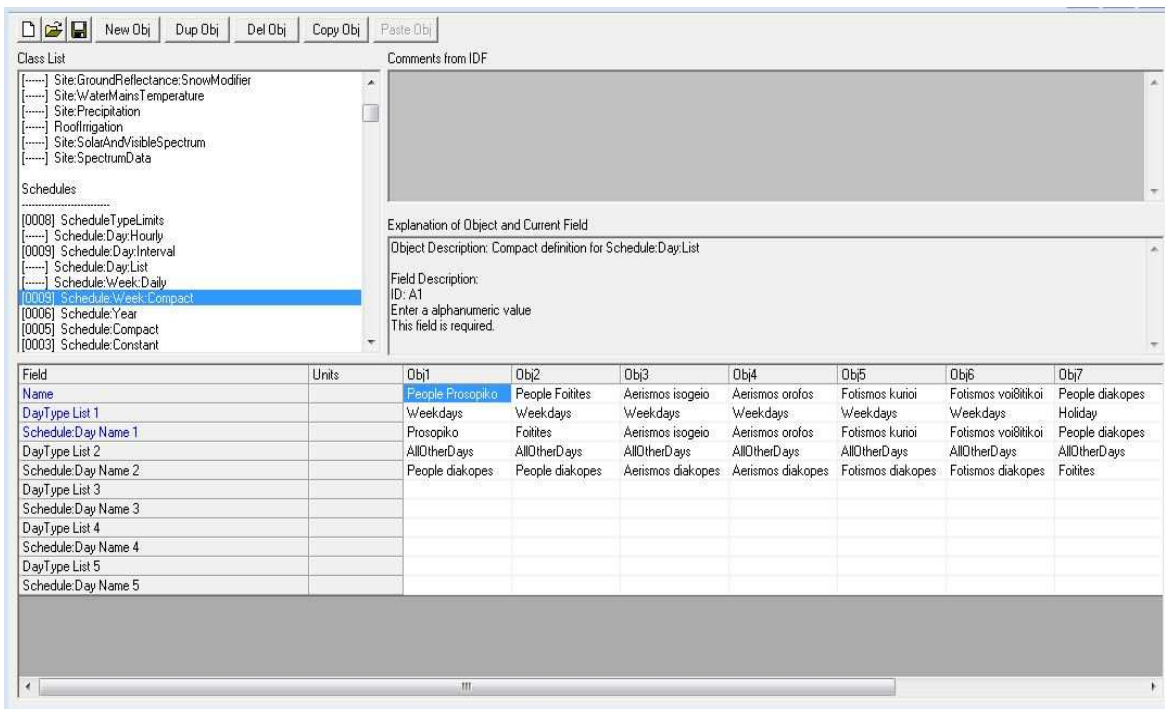 New Obj Dup Obj Del Obj Copy Obj Paste Obj
Class List
[------] Site:GroundReflectance:SnowModifier
[------] Site:WaterMainsTemperature
[------] Site:Precipitation
[------] RoofIrrigation
[------] Site:SolarAndVisibleSpectrum
[------] Site:SpectrumData
Schedules
-------------------------
[0008] ScheduleTypeLimits
[------] Schedule:Day:Hourly
[0009] Schedule:Day:Interval
[------] Schedule:Day:List
[------] Schedule:Week:Daily
[0009] Schedule:Week:Compact
[0006] Schedule:Year
[0005] Schedule:Compact
[0003] Schedule:Constant
Comments from IDF
Explanation of Object and Current Field
Object Description: Compact definition for Schedule:Day:List
Field Description:
ID: A1
Enter a alphanumeric value
This field is required.
Field Units Obj1 Obj2 Obj3 Obj4 Obj5 Obj6 Obj7
Name People Prosopiko People Foitites Aerismos isogeio Aerismos orofos Fotismos kurioi Fotismos voi8itikoi People diakopes
DayType List 1 Weekdays Weekdays Weekdays Weekdays Weekdays Weekdays Holiday
Schedule:Day Name 1 Prosopiko Foitites Aerismos isogeio Aerismos orofos Fotismos kurioi Fotismos voi8itikoi People diakopes
DayType List 2 AllOtherDays AllOtherDays AllOtherDays AllOtherDays AllOtherDays AllOtherDays AllOtherDays
Schedule:Day Name 2 People diakopes People diakopes Aerismos diakopes Aerismos diakopes Fotismos diakopes Fotismos diakopes Foitites
DayType List 3
Schedule:Day Name 3
DayType List 4
Schedule:Day Name 4
DayType List 5
Schedule:Day Name 5